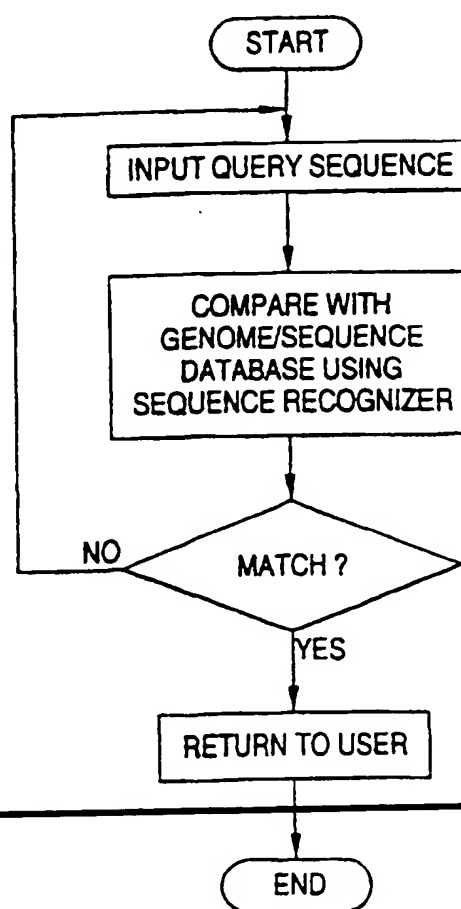 START
INPUT QUERY SEQUENCE
COMPARE WITH
GENOME/SEQUENCE
DATABASE USING
SEQUENCE RECOGNIZER
MATCH ?
NO
YES
RETURN TO USER
END